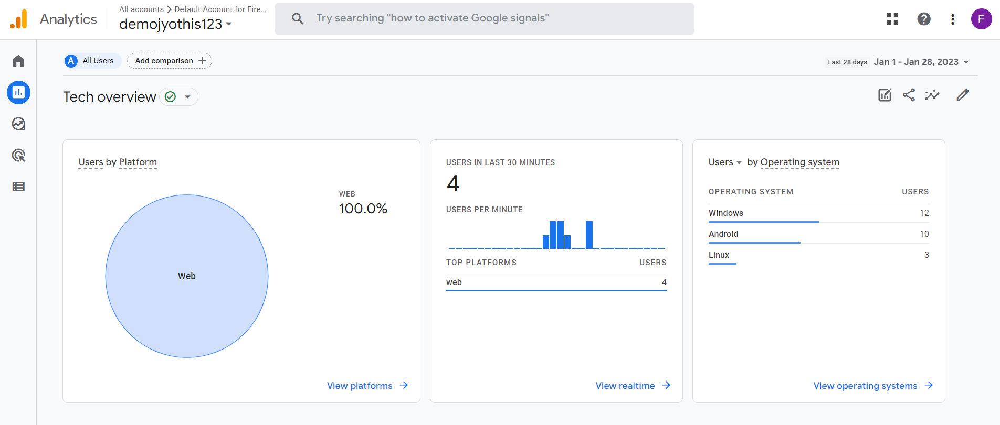 Analytics
All accounts > Default Account for Fire...
demojyothis123
Try searching "how to activate Google signals"
F
A All Users
Add comparison +
Last 28 days Jan 1 - Jan 28, 2023
Tech overview
Users by Platform
WEB
100.0%
Web
View platforms
USERS IN LAST 30 MINUTES
4
USERS PER MINUTE
TOP PLATFORMS USERS
web 4
View realtime
Users by Operating system
OPERATING SYSTEM USERS
Windows 12
Android 10
Linux 3
View operating systems